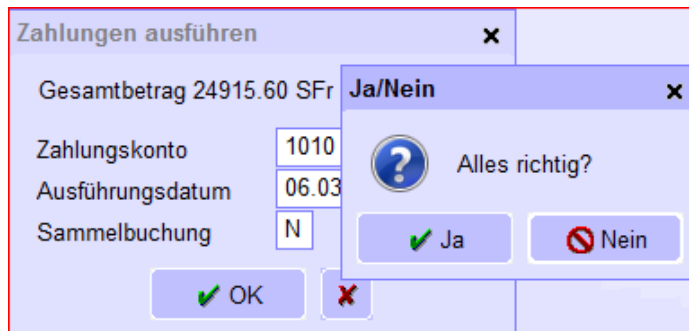 Zahlungen ausführen
Gesamtbetrag 24915.60 SFr
Zahlungskonto 1010
Ausführungsdatum 06.03
Sammelbuchung N
OK
Ja/Nein
Alles richtig?
Ja Nein